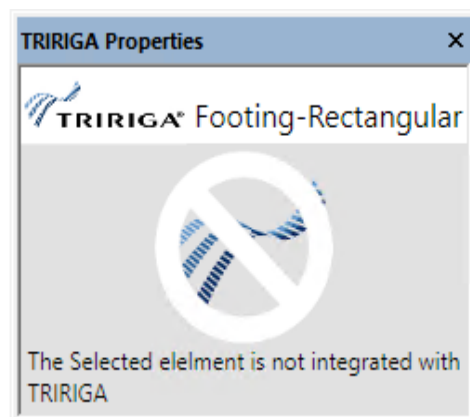 TRIRIGA Properties
TRIRIGA® Footing-Rectangular
The Selected elelment is not integrated with
TRIRIGA